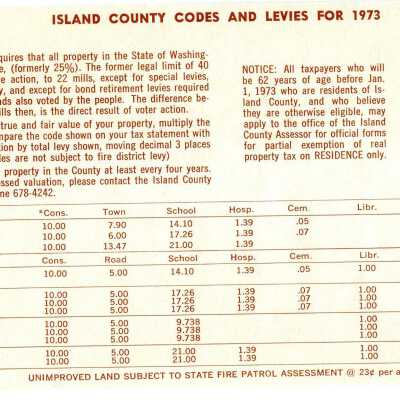 ISLAND COUNTY CODES AND LEVIES FOR 1973
quires that all property in the State of Washing-
e, (formerly 25%). The former legal limit of 40
e action, to 22 mills, except for special levies,
y, and except for bond retirement levies required
nds also voted by the people. The difference be-
ills then, is the direct result of voter action.
true and fair value of your property, multiply the
mpare the code shown on your tax statement with
tion by total levy shown, moving decimal 3 places
les are not subject to fire district levy)
property in the County at least every four years.
ossed valuation, please contact the Island County
ne 678-4242.
NOTICE: All taxpayers who will
be 62 years of age before Jan.
1, 1973 who are residents of Is-
land County, and who believe
they are otherwise eligible, may
apply to the office of the Island
County Assessor for official forms
for partial exemption of real
property tax on RESIDENCE only.
*Cons. Town School Hosp. Cem. Libr.
10.00 7.90 14.10 1.39 .05
10.00 6.00 17.26 1.39 .07
10.00 13.47 21.00 1.39
Cons. Road School Hosp. Cem. Libr.
10.00 5.00 14.10 1.39 .05 1.00
10.00 5.00 17.26 1.39 .07 1.00
10.00 5.00 17.26 1.39 .07 1.00
10.00 5.00 17.26 1.39 .07 1.00
10.00 5.00 9.738 1.00
10.00 5.00 9.738 1.00
10.00 5.00 9.738 1.00
10.00 5.00 21.00 1.39 1.00
10.00 5.00 21.00 1.39 1.00
UNIMPROVED LAND SUBJECT TO STATE FIRE PATROL ASSESSMENT @ 23¢ per a